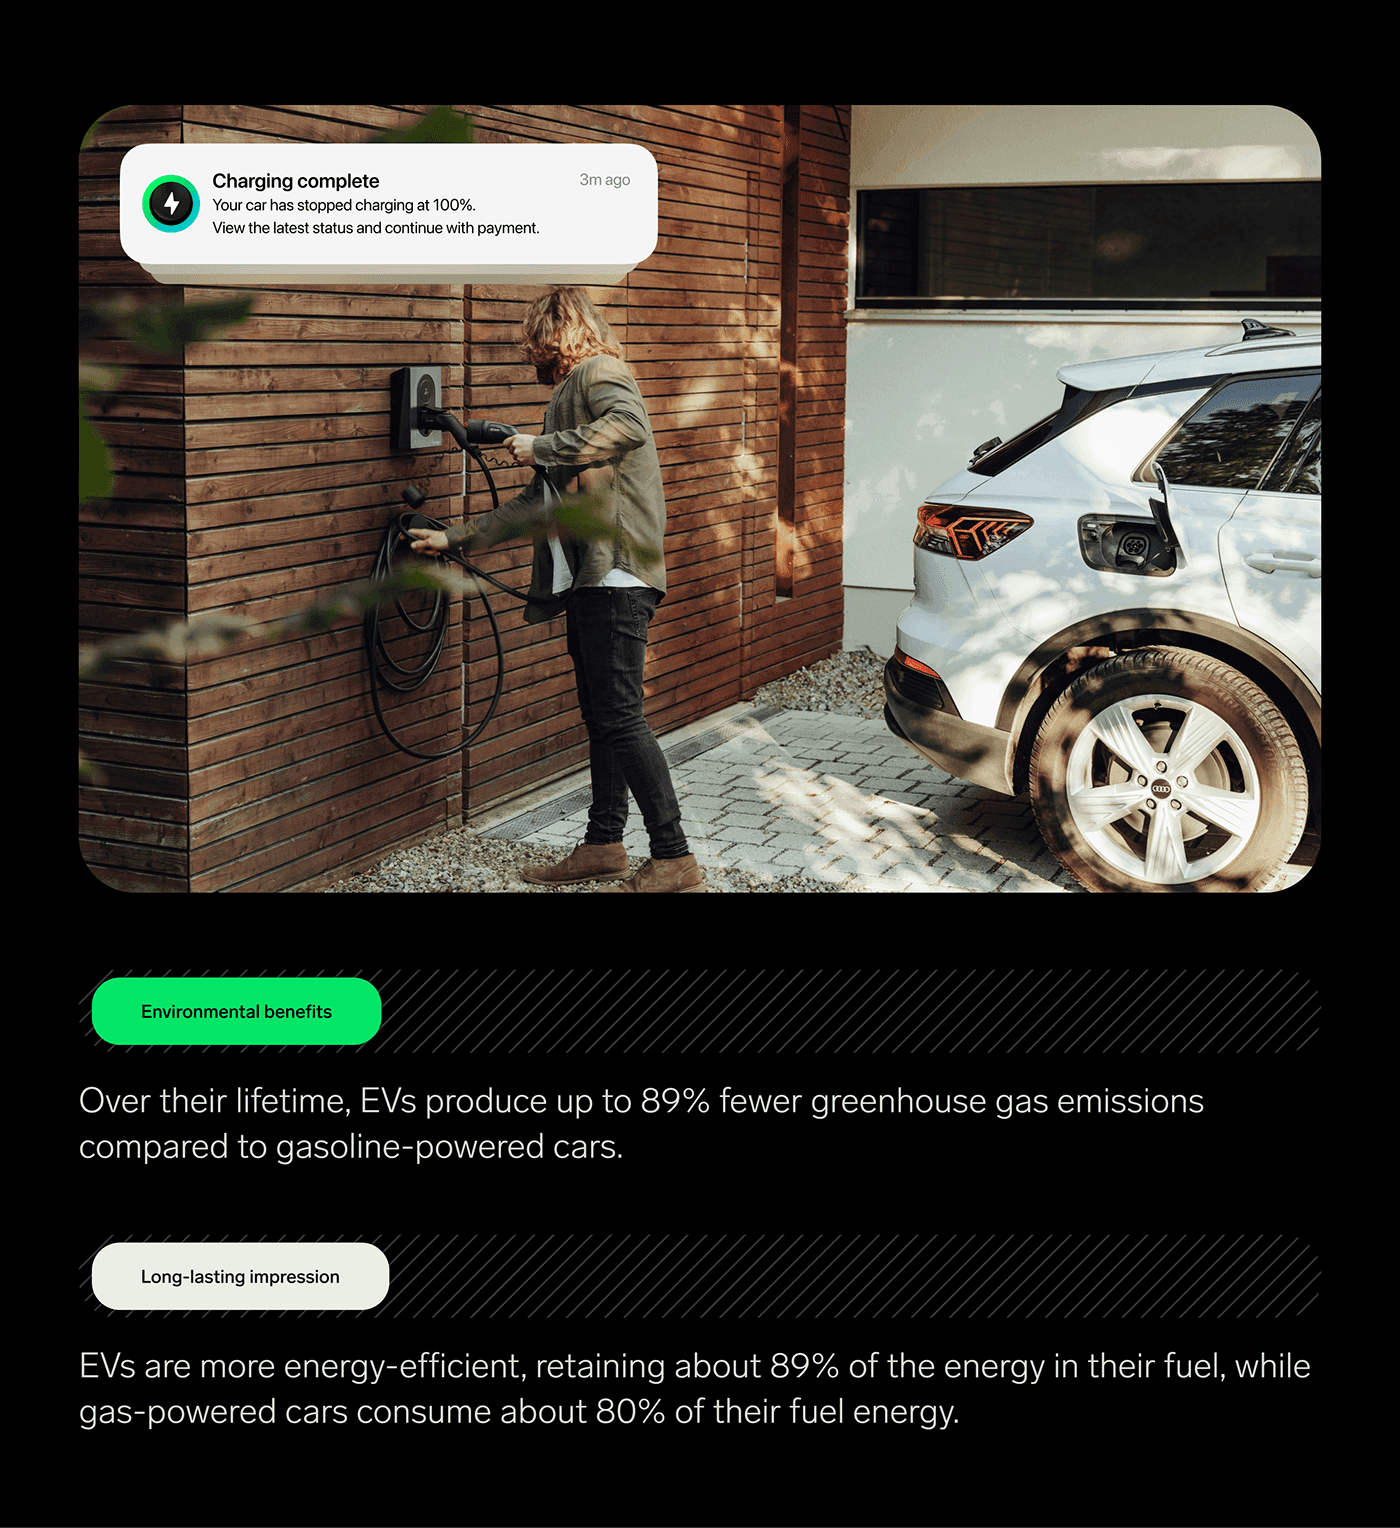 Charging complete
3m ago
Your car has stopped charging at 100%.
View the latest status and continue with payment.
Environmental benefits
Over their lifetime, EVs produce up to 89% fewer greenhouse gas emissions
compared to gasoline-powered cars.
Long-lasting impression
EVs are more energy-efficient, retaining about 89% of the energy in their fuel, while
gas-powered cars consume about 80% of their fuel energy.